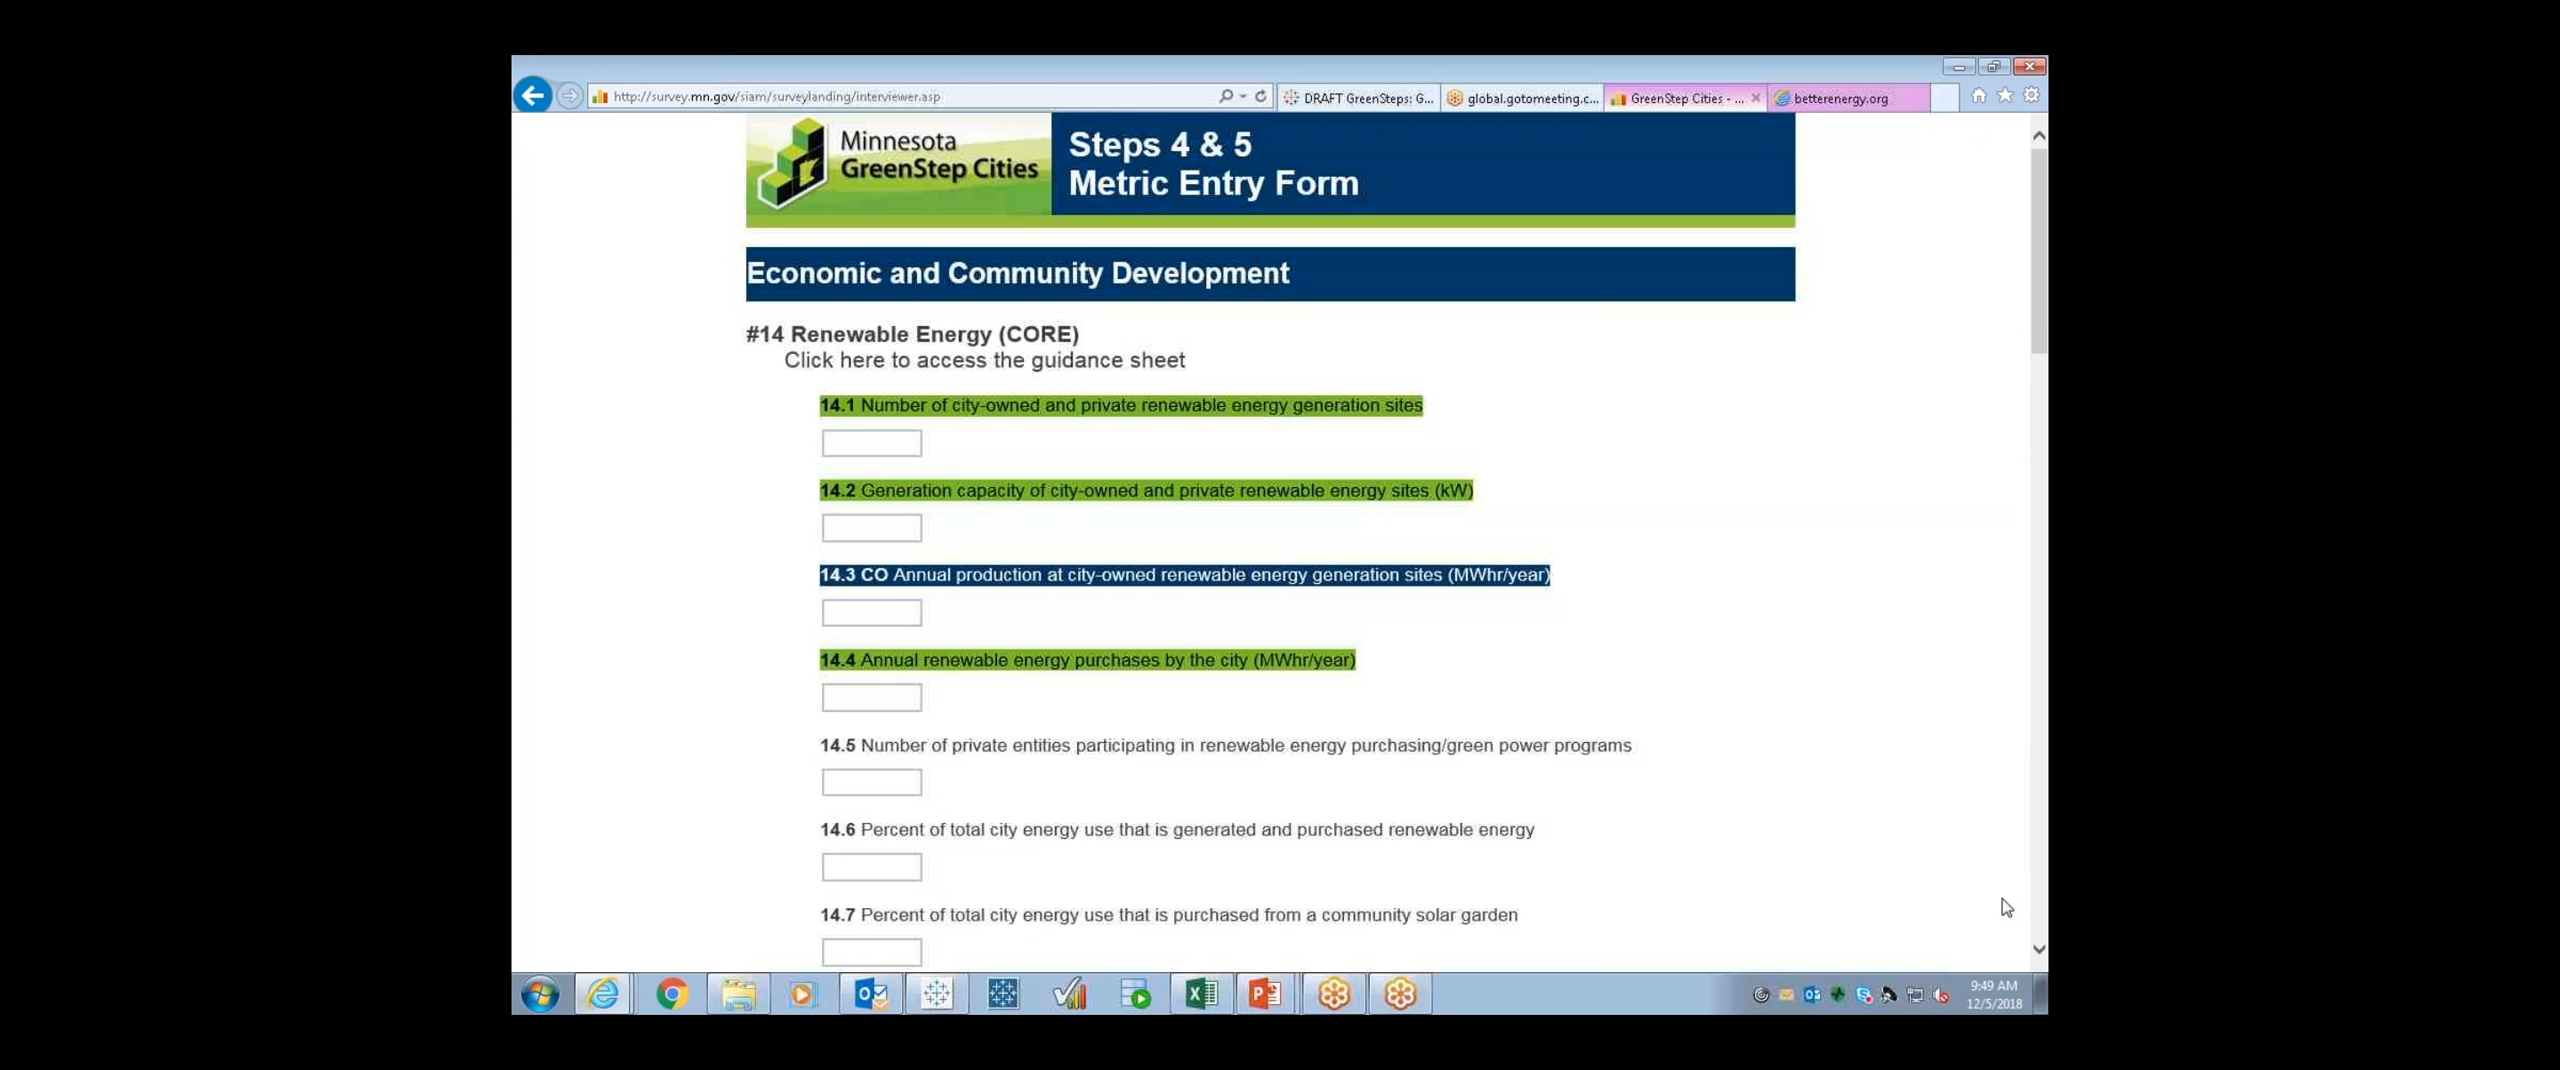 http://survey.mn.gov/siam/surveylanding/interviewer.asp
DRAFT GreenSteps: G...
global.gotomeeting.c...
GreenStep Cities - ...
betterenergy.org
Minnesota
GreenStep Cities
Steps 4 & 5
Metric Entry Form
Economic and Community Development
#14 Renewable Energy (CORE)
Click here to access the guidance sheet
14.1 Number of city-owned and private renewable energy generation sites
14.2 Generation capacity of city-owned and private renewable energy sites (kW)
14.3 CO Annual production at city-owned renewable energy generation sites (MWhr/year)
14.4 Annual renewable energy purchases by the city (MWhr/year)
14.5 Number of private entities participating in renewable energy purchasing/green power programs
14.6 Percent of total city energy use that is generated and purchased renewable energy
14.7 Percent of total city energy use that is purchased from a community solar garden
9:49 AM
12/5/2018